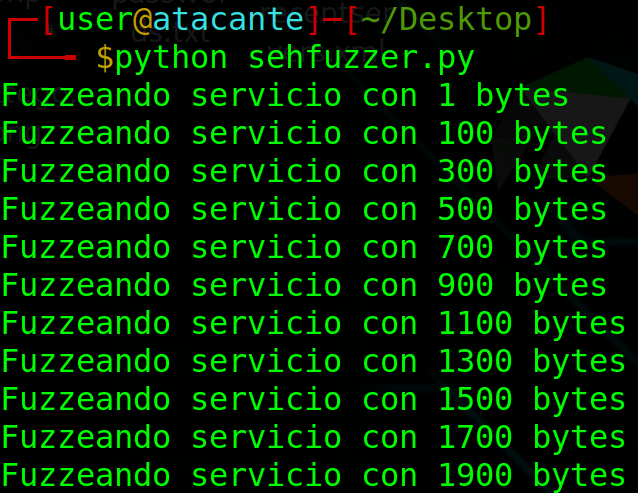 ┌─[user@atacante]─[~/Desktop]
└──╼ $python sehfuzzer.py
Fuzzeando servicio con 1 bytes
Fuzzeando servicio con 100 bytes
Fuzzeando servicio con 300 bytes
Fuzzeando servicio con 500 bytes
Fuzzeando servicio con 700 bytes
Fuzzeando servicio con 900 bytes
Fuzzeando servicio con 1100 bytes
Fuzzeando servicio con 1300 bytes
Fuzzeando servicio con 1500 bytes
Fuzzeando servicio con 1700 bytes
Fuzzeando servicio con 1900 bytes